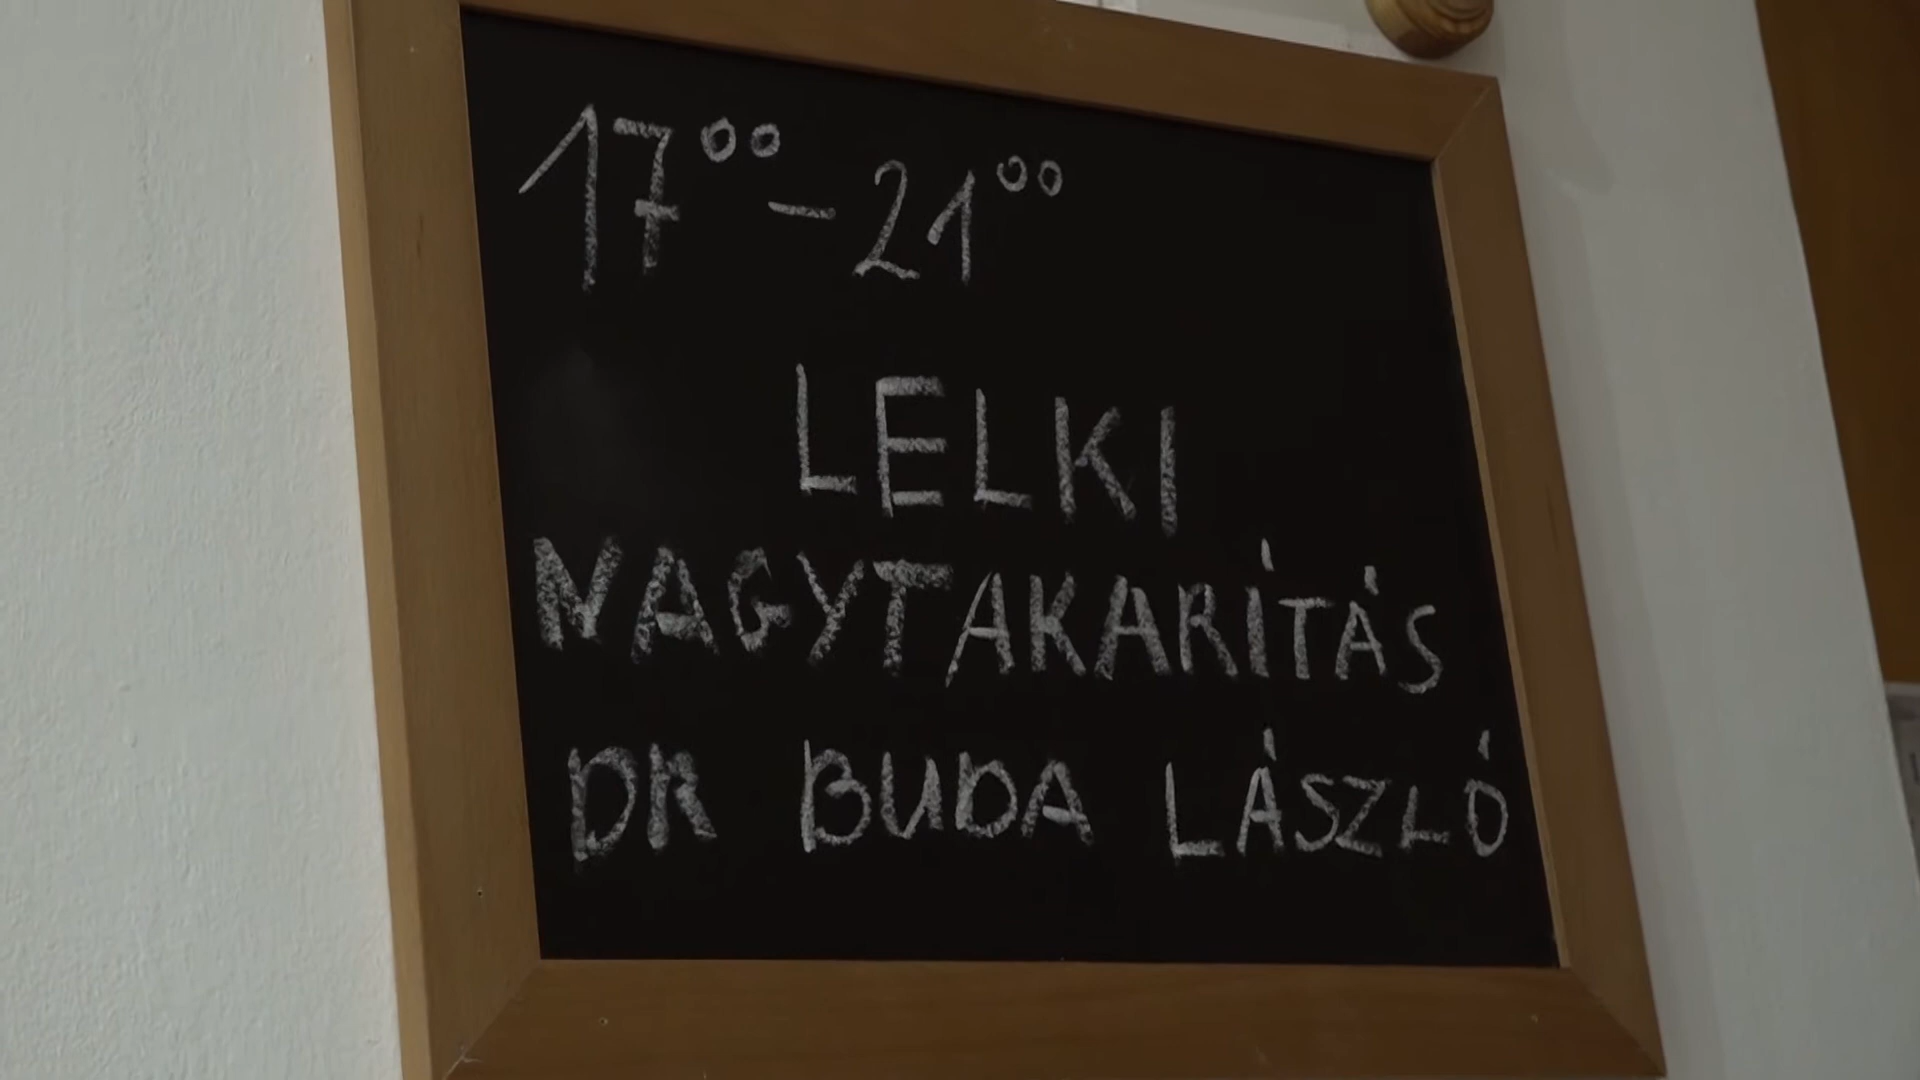 17⁰⁰ - 21⁰⁰
LELKI
NAGYTAKARÍTÁS
DR BUDA LÁSZLÓ